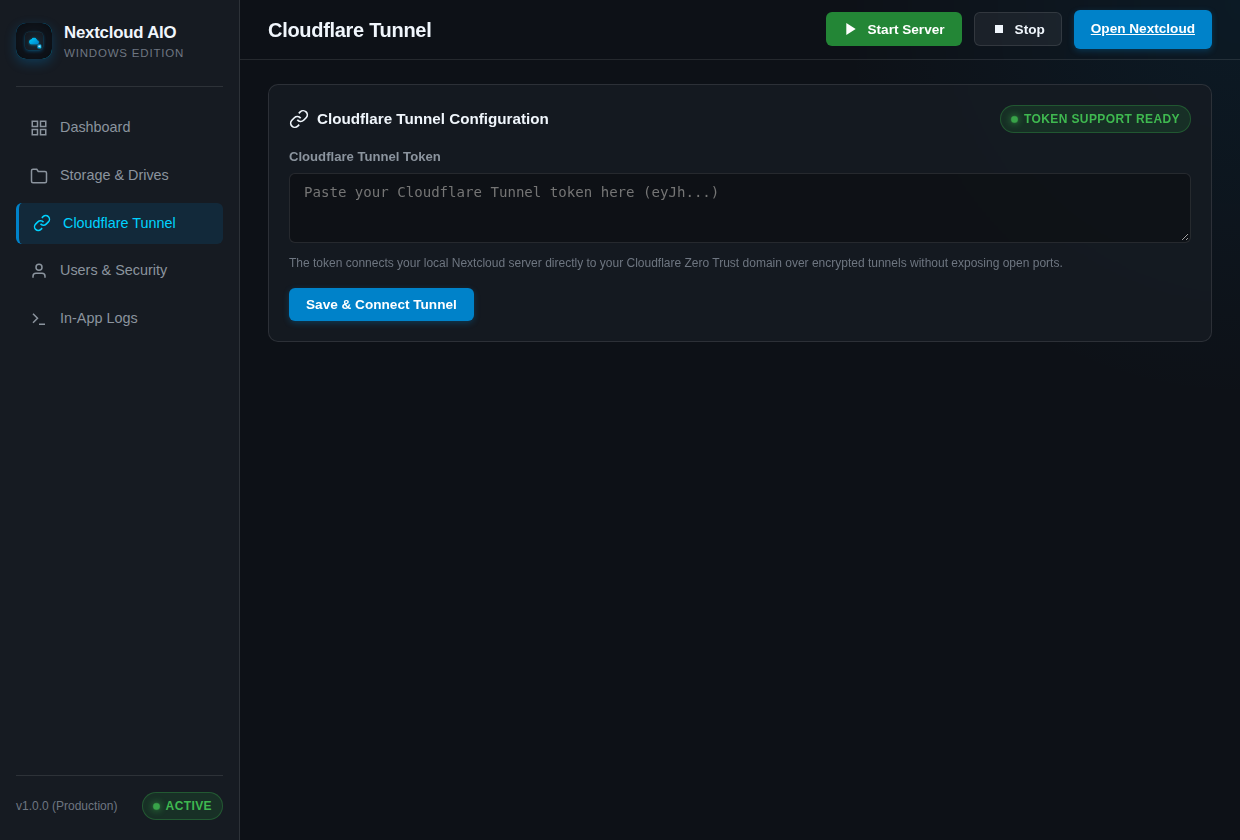 Nextcloud AIO
WINDOWS EDITION
Dashboard
Storage & Drives
Cloudflare Tunnel
Users & Security
In-App Logs
v1.0.0 (Production)
ACTIVE
Cloudflare Tunnel
Start Server
Stop
Open Nextcloud
Cloudflare Tunnel Configuration
TOKEN SUPPORT READY
Cloudflare Tunnel Token
Paste your Cloudflare Tunnel token here (eyJh...)
The token connects your local Nextcloud server directly to your Cloudflare Zero Trust domain over encrypted tunnels without exposing open ports.
Save & Connect Tunnel